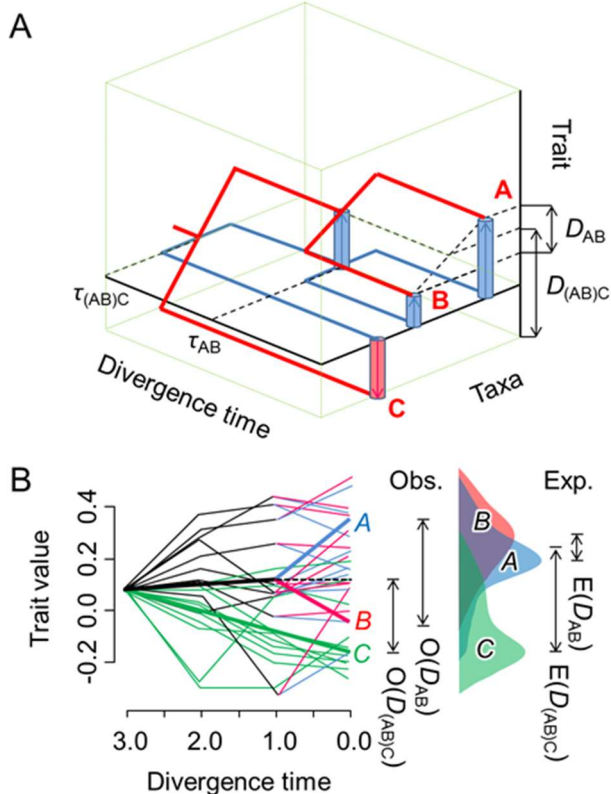 A
Trait
A
D_AB
B
D_(AB)C
τ_(AB)C
τ_AB
Divergence time
Taxa
C
B
Obs.
Exp.
0.4
0.2
0.0
-0.2
Trait value
A
B
C
O(D_(AB)C)
O(D_AB)
B
A
C
E(D_AB)
E(D_(AB)C)
3.0 2.0 1.0 0.0
Divergence time